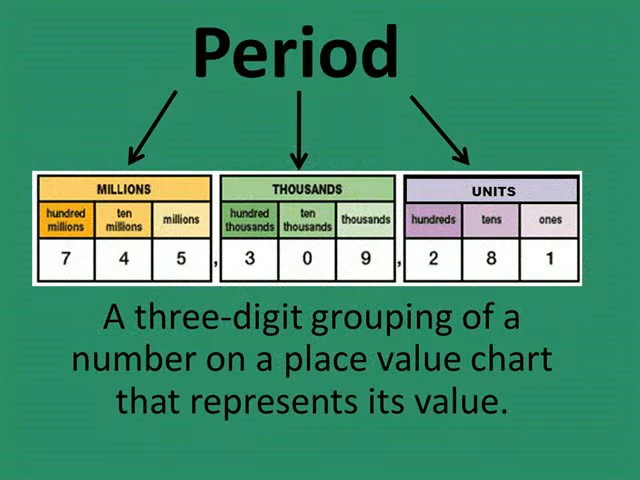 Period
MILLIONS THOUSANDS UNITS
hundred millions ten millions millions hundred thousands ten thousands thousands hundreds tens ones
7 4 5 , 3 0 9 , 2 8 1
A three-digit grouping of a
number on a place value chart
that represents its value.